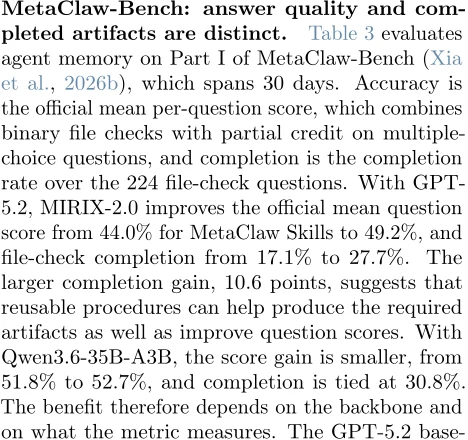 MetaClaw-Bench: answer quality and com-
pleted artifacts are distinct. Table 3 evaluates
agent memory on Part I of MetaClaw-Bench (Xia
et al., 2026b), which spans 30 days. Accuracy is
the official mean per-question score, which combines
binary file checks with partial credit on multiple-
choice questions, and completion is the completion
rate over the 224 file-check questions. With GPT-
5.2, MIRIX-2.0 improves the official mean question
score from 44.0% for MetaClaw Skills to 49.2%, and
file-check completion from 17.1% to 27.7%. The
larger completion gain, 10.6 points, suggests that
reusable procedures can help produce the required
artifacts as well as improve question scores. With
Qwen3.6-35B-A3B, the score gain is smaller, from
51.8% to 52.7%, and completion is tied at 30.8%.
The benefit therefore depends on the backbone and
on what the metric measures. The GPT-5.2 base-